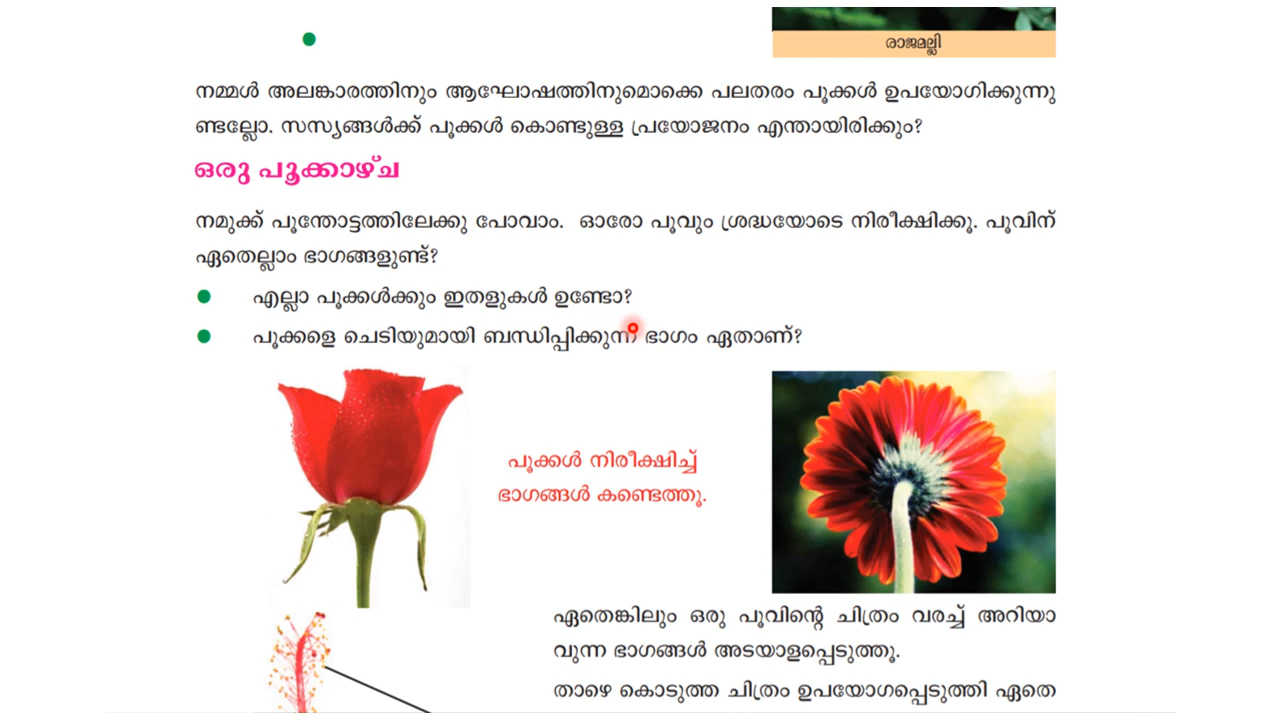 രാജമല്ലി
നമ്മൾ അലങ്കാരത്തിനും ആഘോഷത്തിനുമൊക്കെ പലതരം പൂക്കൾ ഉപയോഗിക്കുന്നു
ണ്ടല്ലോ. സസ്യങ്ങൾക്ക് പൂക്കൾ കൊണ്ടുള്ള പ്രയോജനം എന്തായിരിക്കും?
ഒരു പൂക്കാഴ്ച
നമുക്ക് പൂന്തോട്ടത്തിലേക്കു പോവാം. ഓരോ പൂവും ശ്രദ്ധയോടെ നിരീക്ഷിക്കൂ. പൂവിന്
ഏതെല്ലാം ഭാഗങ്ങളുണ്ട്?
എല്ലാ പൂക്കൾക്കും ഇതളുകൾ ഉണ്ടോ?
പൂക്കളെ ചെടിയുമായി ബന്ധിപ്പിക്കുന്ന ഭാഗം ഏതാണ്?
പൂക്കൾ നിരീക്ഷിച്ച്
ഭാഗങ്ങൾ കണ്ടെത്തൂ.
ഏതെങ്കിലും ഒരു പൂവിന്റെ ചിത്രം വരച്ച് അറിയാ
വുന്ന ഭാഗങ്ങൾ അടയാളപ്പെടുത്തൂ.
താഴെ കൊടുത്ത ചിത്രം ഉപയോഗപ്പെടുത്തി ഏതെ